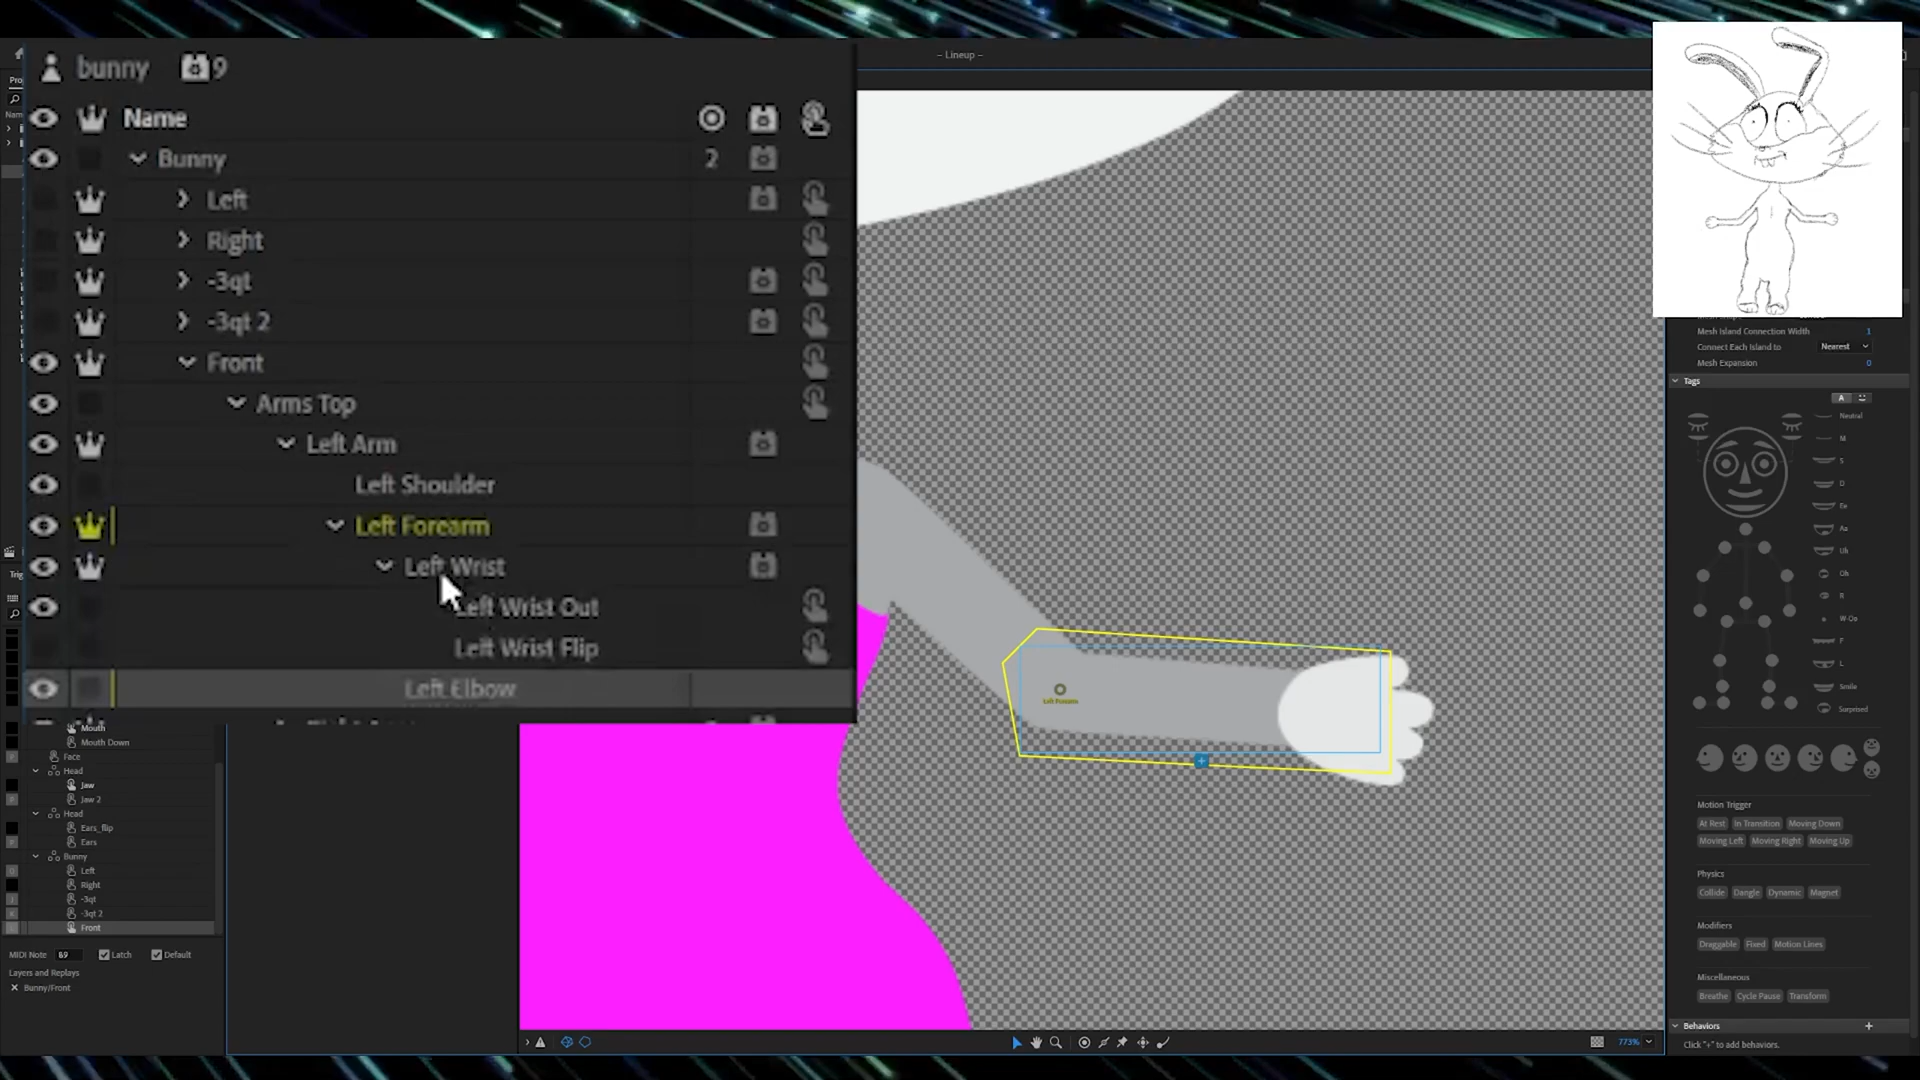 – Lineup –
bunny 9
Name
Bunny 2
Left
Right
-3qt
-3qt 2
Front
Arms Top
Left Arm
Left Shoulder
Left Forearm
Left Wrist
Left Wrist Out
Left Wrist Flip
Left Elbow
Left Forearm
Mouth
Mouth Down
Face
Head
Jaw
Jaw 2
Head
Ears_flip
Ears
Bunny
Left
Right
-3qt
-3qt 2
Front
MIDI Note 89 Latch Default
Layers and Replays
Bunny/Front
773%
Mesh Island Connection Width 1
Connect Each Island to Nearest
Mesh Expansion 0
Tags
A
Neutral
M
S
D
Ee
Aa
Uh
Oh
R
W-Oo
F
L
Smile
Surprised
Motion Trigger
At Rest In Transition Moving Down
Moving Left Moving Right Moving Up
Physics
Collide Dangle Dynamic Magnet
Modifiers
Draggable Fixed Motion Lines
Miscellaneous
Breathe Cycle Pause Transform
Behaviors +
Click "+" to add behaviors.